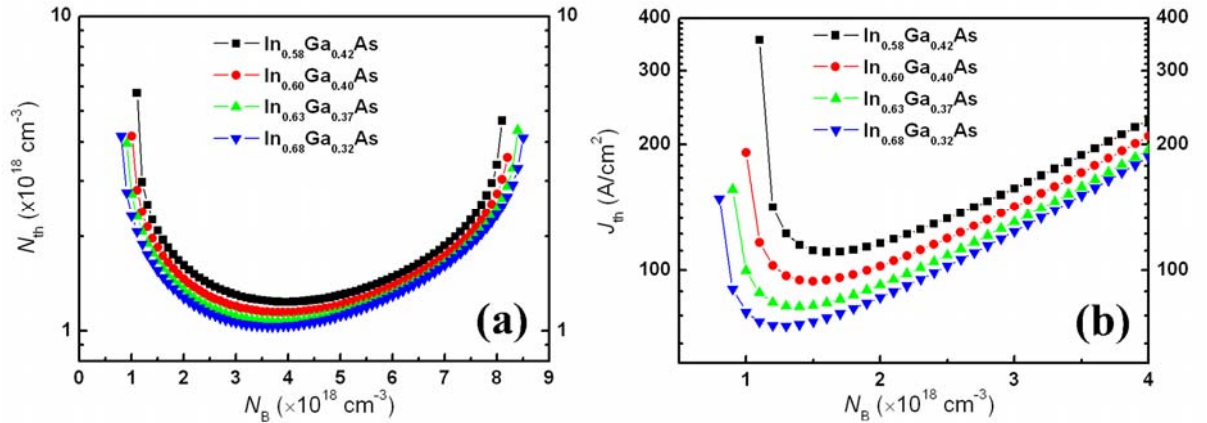 10
10
In0.58Ga0.42As
In0.60Ga0.40As
In0.63Ga0.37As
In0.68Ga0.32As
Nth (x10^18 cm^-3)
1
1
(a)
0 1 2 3 4 5 6 7 8 9
NB (×10^18 cm^-3)
400
400
In0.58Ga0.42As
In0.60Ga0.40As
In0.63Ga0.37As
In0.68Ga0.32As
300
300
200
200
Jth (A/cm^2)
100
100
(b)
1 2 3 4
NB (×10^18 cm^-3)